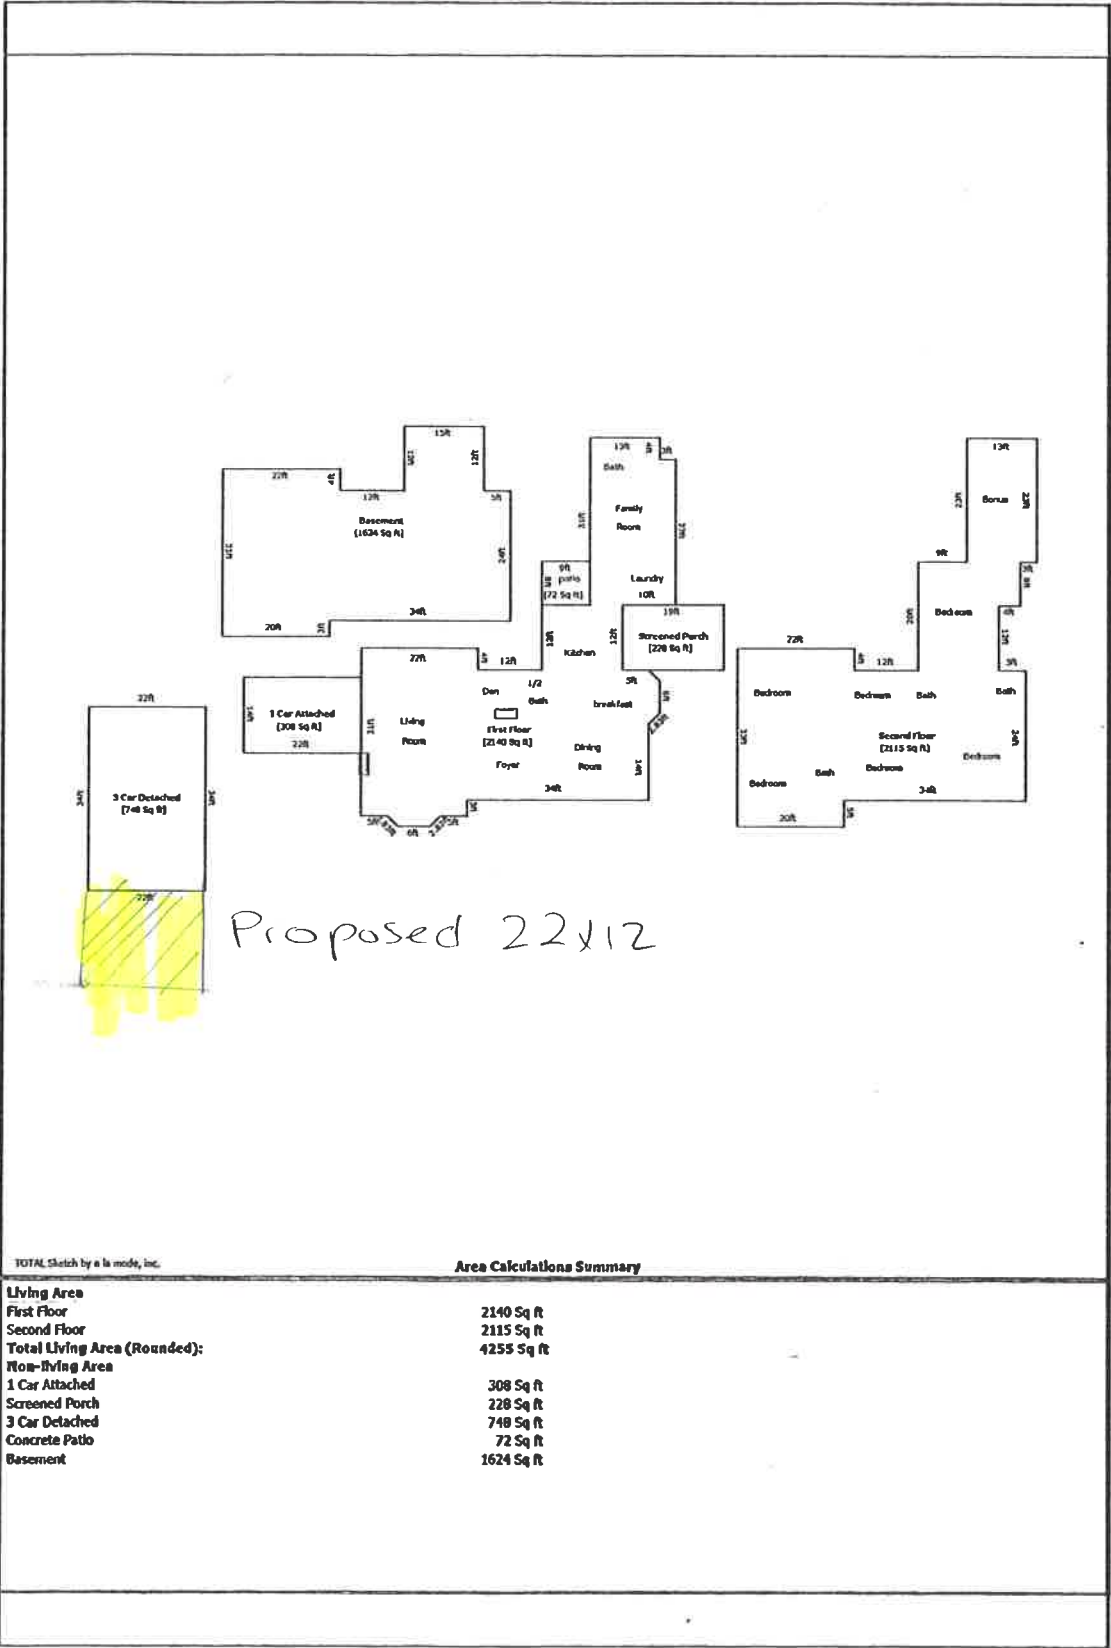 15ft
12ft
12ft
22ft
4ft
12ft
5ft
Basement
[1624 Sq ft]
24ft
34ft
20ft
13ft
4ft
3ft
Bath
Family
Room
27ft
9ft
8ft
patio
[72 Sq ft]
Laundry
10ft
19ft
12ft
12ft
Screened Porch
[228 Sq ft]
Kitchen
22ft
4ft
12ft
5ft
1/2
Bath
Den
breakfast
6ft
2.83ft
1 Car Attached
[308 Sq ft]
14ft
22ft
Living
Room
First Floor
[2140 Sq ft]
Foyer
Dining
Room
14ft
34ft
5ft
6ft
5ft
13ft
Bonus
22ft
9ft
3ft
8ft
Bedroom
4ft
20ft
12ft
22ft
4ft
12ft
5ft
Bedroom
Bedroom
Bath
Bath
33ft
Second Floor
[2115 Sq ft]
24ft
Bedroom
Bedroom
Bath
Bedroom
34ft
20ft
5ft
22ft
34ft
3 Car Detached
[748 Sq ft]
34ft
22ft
Proposed 22x12
TOTAL Sketch by a la mode, inc.
Area Calculations Summary
Living Area
First Floor 2140 Sq ft
Second Floor 2115 Sq ft
Total Living Area (Rounded): 4255 Sq ft
Non-living Area
1 Car Attached 308 Sq ft
Screened Porch 228 Sq ft
3 Car Detached 748 Sq ft
Concrete Patio 72 Sq ft
Basement 1624 Sq ft